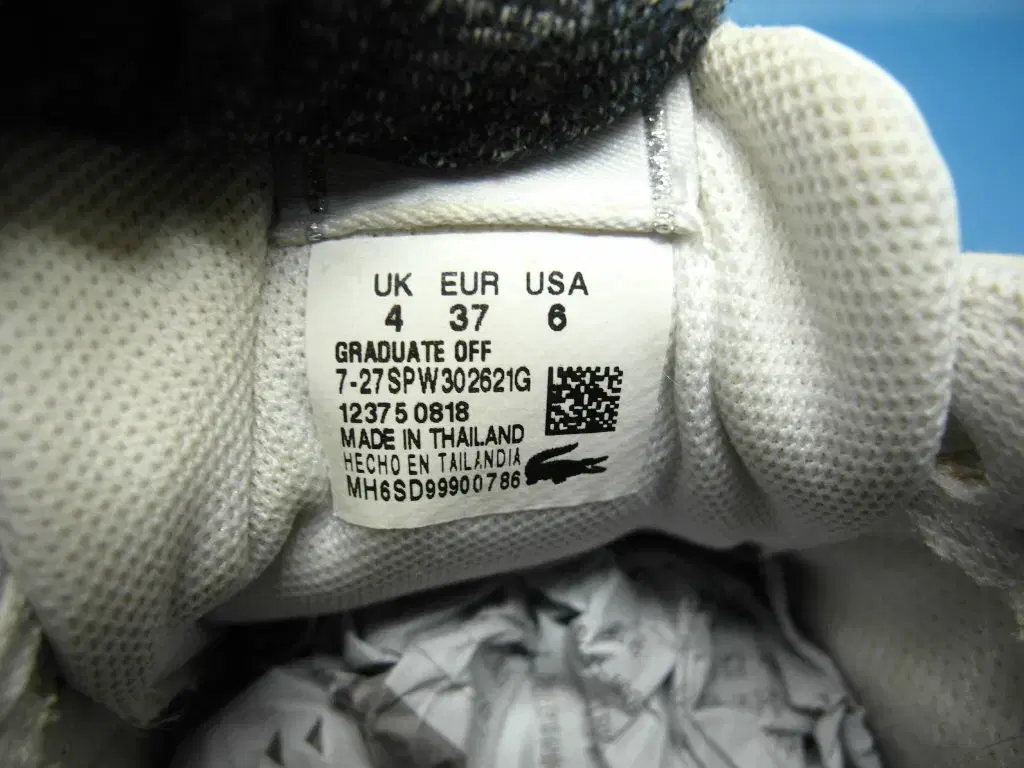 UK EUR USA
4 37 6
GRADUATE OFF
7-27SPW302621G
12375 0818
MADE IN THAILAND
HECHO EN TAILANDIA
MH6SD99900786